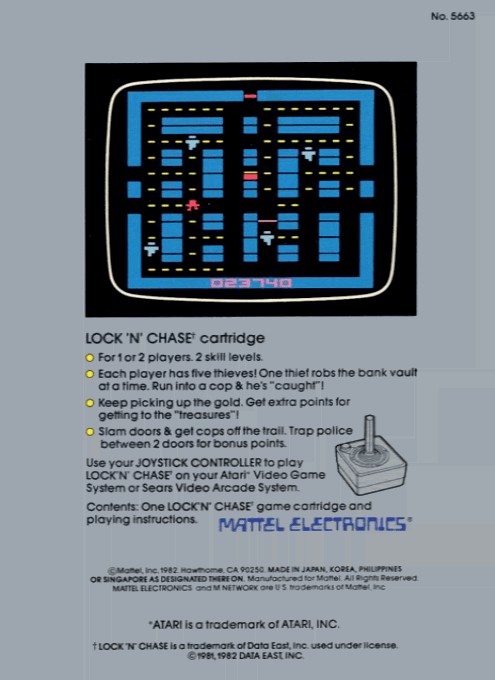 No. 5663
023740
LOCK 'N' CHASE† cartridge
For 1 or 2 players. 2 skill levels.
Each player has five thieves! One thief robs the bank vault
at a time. Run into a cop & he's "caught"!
Keep picking up the gold. Get extra points for
getting to the "treasures"!
Slam doors & get cops off the trail. Trap police
between 2 doors for bonus points.
Use your JOYSTICK CONTROLLER to play
LOCK'N' CHASE† on your Atari* Video Game
System or Sears Video Arcade System.
Contents: One LOCK'N' CHASE† game cartridge and
playing instructions.
MATTEL ELECTRONICS®
©Mattel, Inc. 1982. Hawthorne, CA 90250. MADE IN JAPAN, KOREA, PHILIPPINES
OR SINGAPORE AS DESIGNATED THEREON. Manufactured for Mattel. All Rights Reserved.
MATTEL ELECTRONICS and M NETWORK are U.S. trademarks of Mattel, Inc.
*ATARI is a trademark of ATARI, INC.
† LOCK 'N' CHASE is a trademark of Data East, Inc. used under license.
© 1981, 1982 DATA EAST, INC.